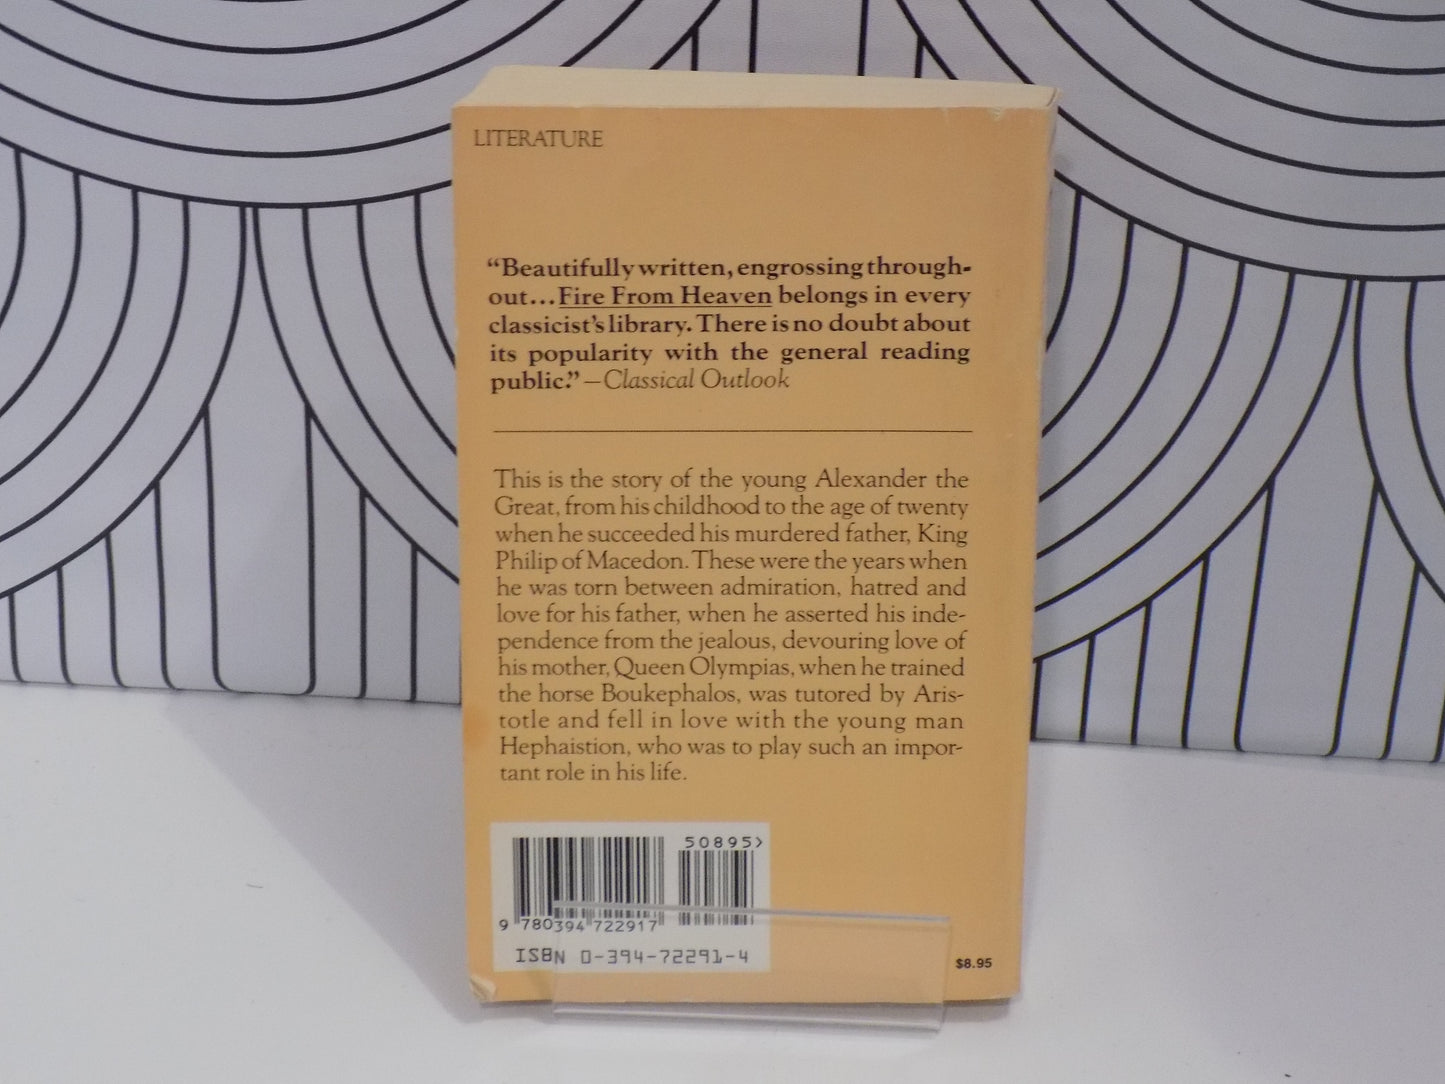 LITERATURE
“Beautifully written, engrossing through-
out...Fire From Heaven belongs in every
classicist’s library. There is no doubt about
its popularity with the general reading
public.” —Classical Outlook
This is the story of the young Alexander the
Great, from his childhood to the age of twenty
when he succeeded his murdered father, King
Philip of Macedon. These were the years when
he was torn between admiration, hatred and
love for his father, when he asserted his inde-
pendence from the jealous, devouring love of
his mother, Queen Olympias, when he trained
the horse Boukephalos, was tutored by Aris-
totle and fell in love with the young man
Hephaistion, who was to play such an impor-
tant role in his life.
50895>
9 780394 722917
ISBN 0-394-72291-4
$8.95